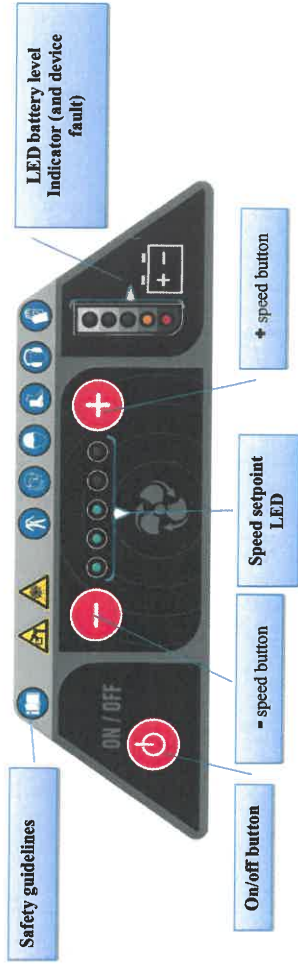 Safety guidelines
LED battery level
Indicator (and device
fault)
ON / OFF
On/off button
- speed button
Speed setpoint
LED
+ speed button